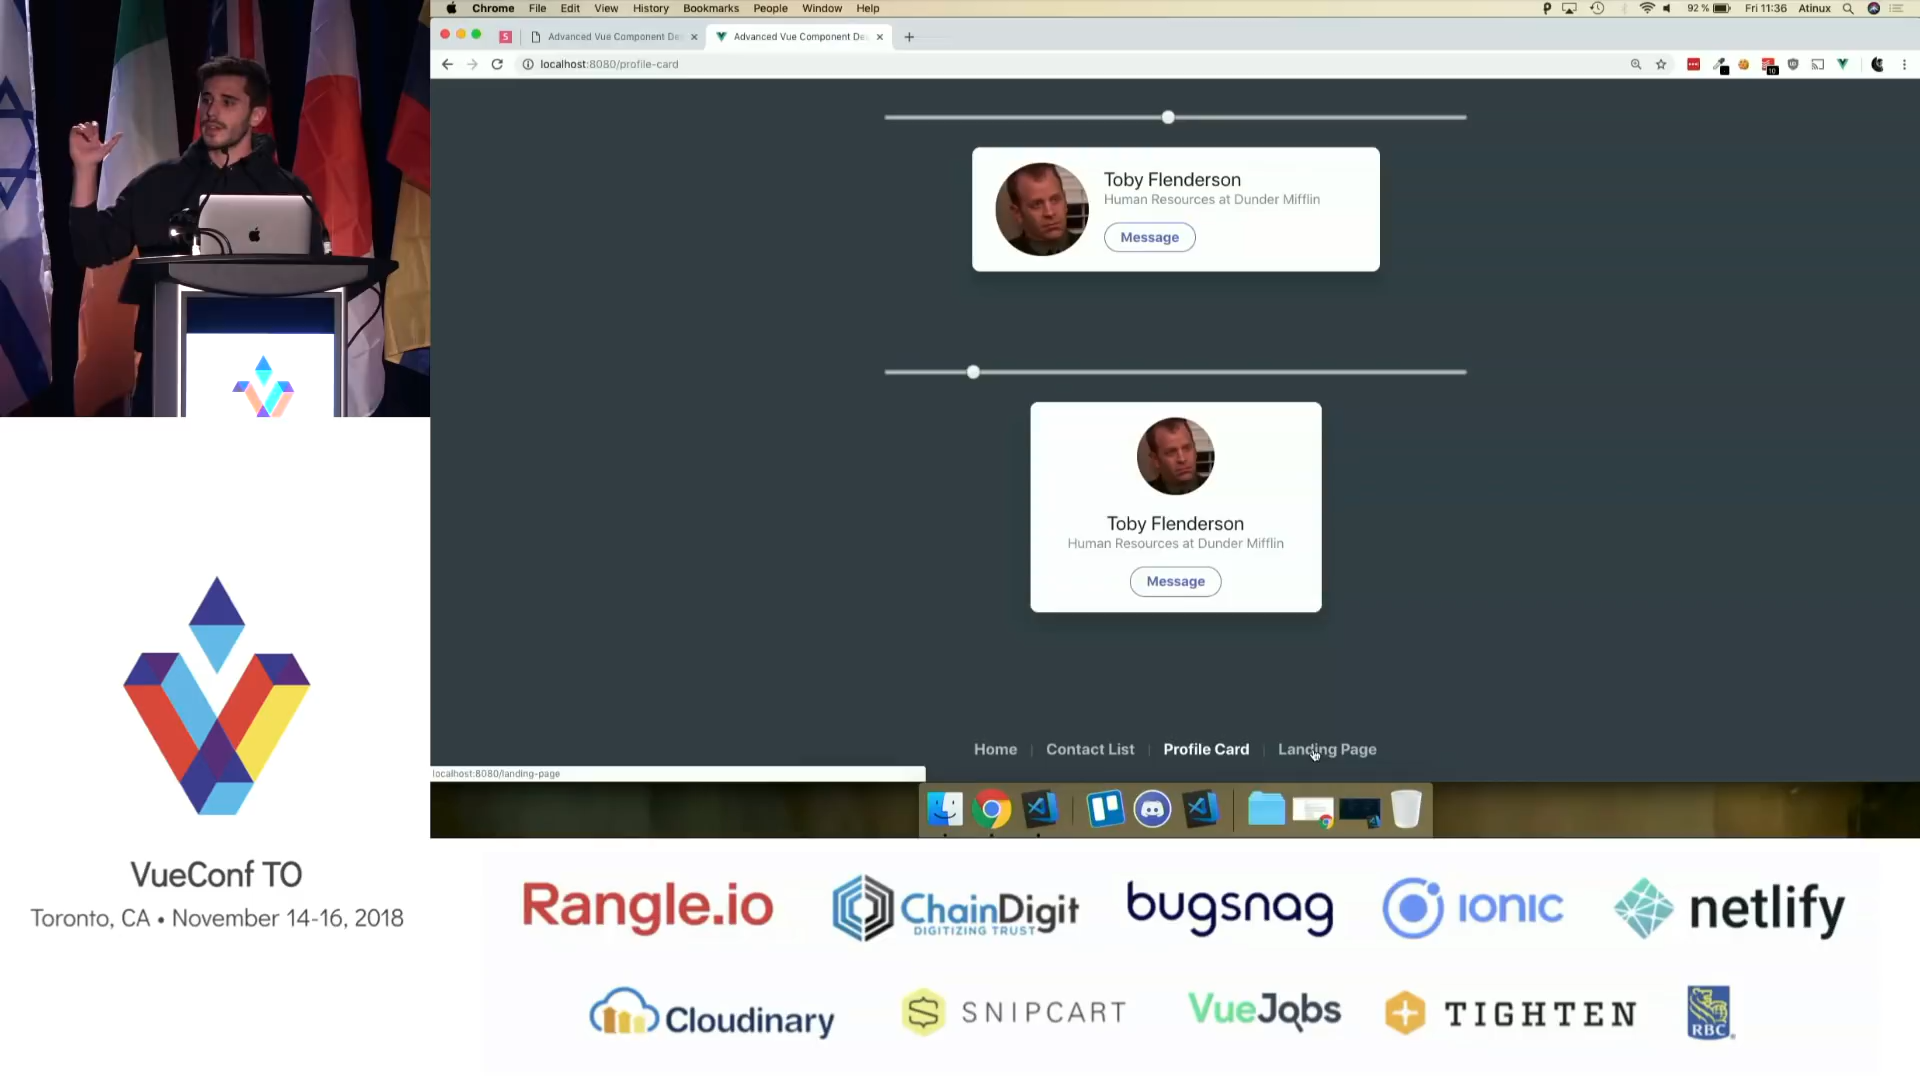 Chrome File Edit View History Bookmarks People Window Help
92 % Fri 11:36 Atinux
S Advanced Vue Component De
Advanced Vue Component De
localhost:8080/profile-card
10
Toby Flenderson
Human Resources at Dunder Mifflin
Message
Toby Flenderson
Human Resources at Dunder Mifflin
Message
Home | Contact List | Profile Card | Landing Page
localhost:8080/landing-page
VueConf TO
Toronto, CA • November 14-16, 2018
Rangle.io ChainDigit bugsnag IONIC netlify
DIGITIZING TRUST
Cloudinary SNIPCART VueJobs TIGHTEN RBC